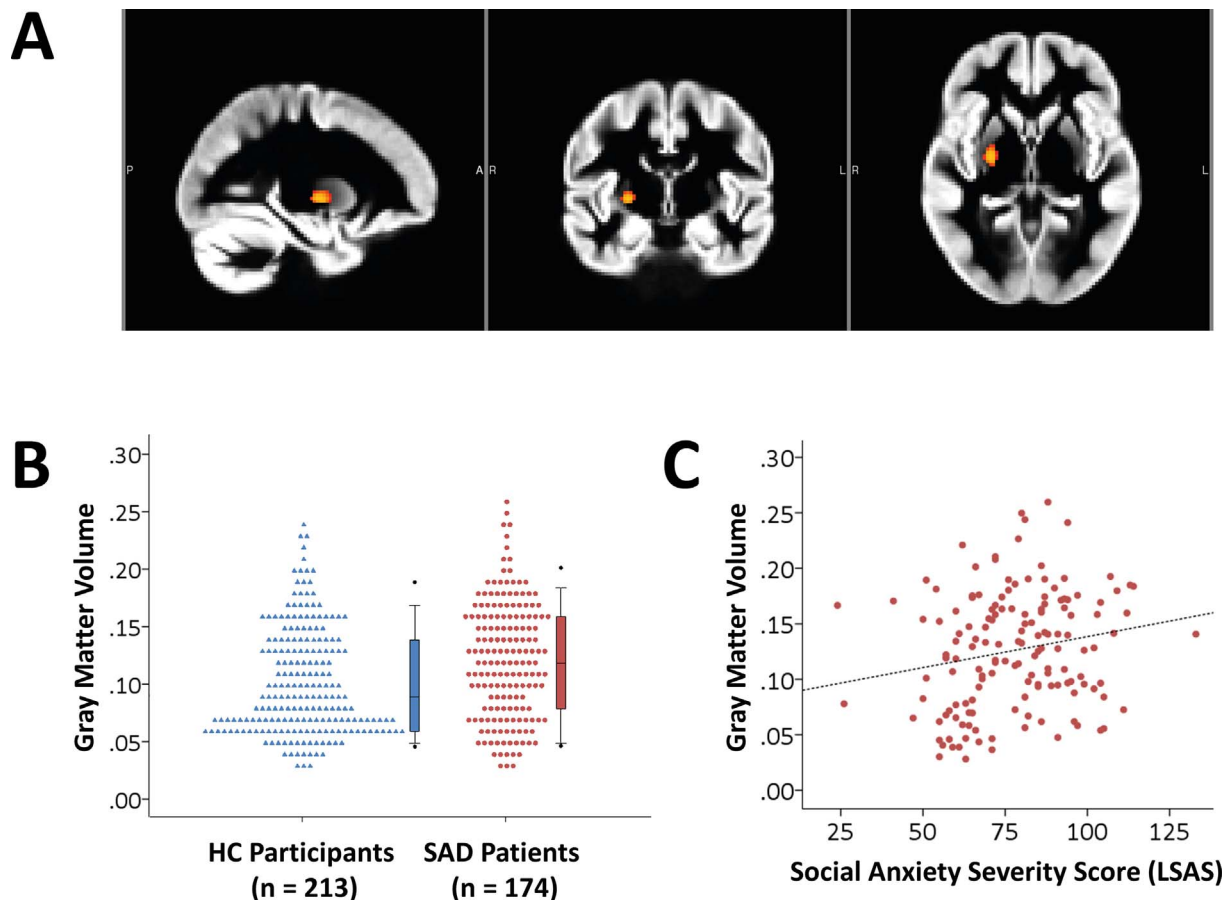 A
P
A
R
L
R
L
B
Gray Matter Volume
.30
.25
.20
.15
.10
.05
.00
HC Participants
(n = 213)
SAD Patients
(n = 174)
C
Gray Matter Volume
.30
.25
.20
.15
.10
.05
.00
25
50
75
100
125
Social Anxiety Severity Score (LSAS)